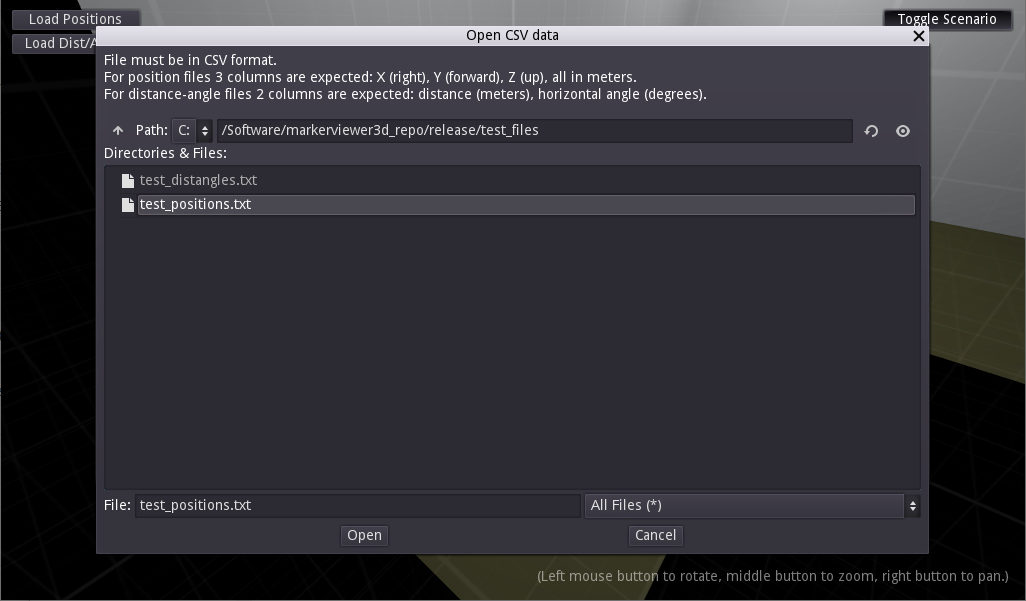 Load Positions
Toggle Scenario
Load Dist/A
Open CSV data
File must be in CSV format.
For position files 3 columns are expected: X (right), Y (forward), Z (up), all in meters.
For distance-angle files 2 columns are expected: distance (meters), horizontal angle (degrees).
Path: C: /Software/markerviewer3d_repo/release/test_files
Directories & Files:
test_distangles.txt
test_positions.txt
File: test_positions.txt All Files (*)
Open Cancel
(Left mouse button to rotate, middle button to zoom, right button to pan.)